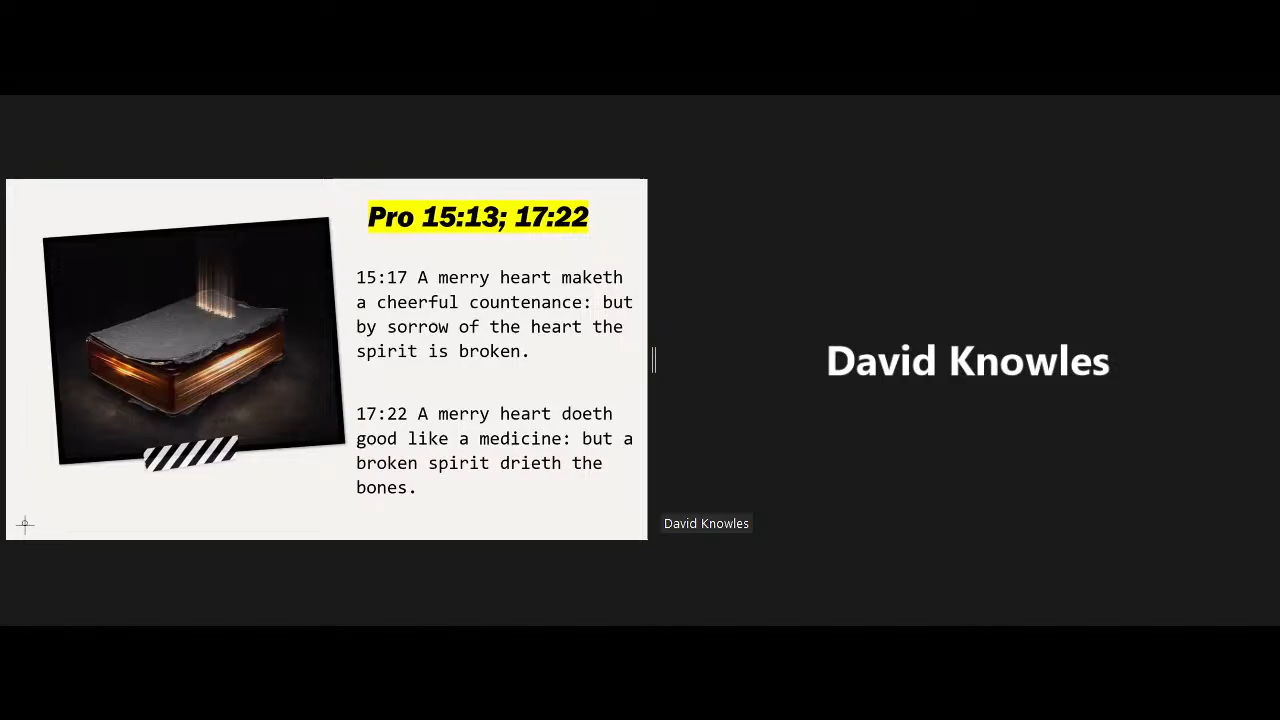 Pro 15:13; 17:22
15:17 A merry heart maketh
a cheerful countenance: but
by sorrow of the heart the
spirit is broken.
17:22 A merry heart doeth
good like a medicine: but a
broken spirit drieth the
bones.
David Knowles
David Knowles